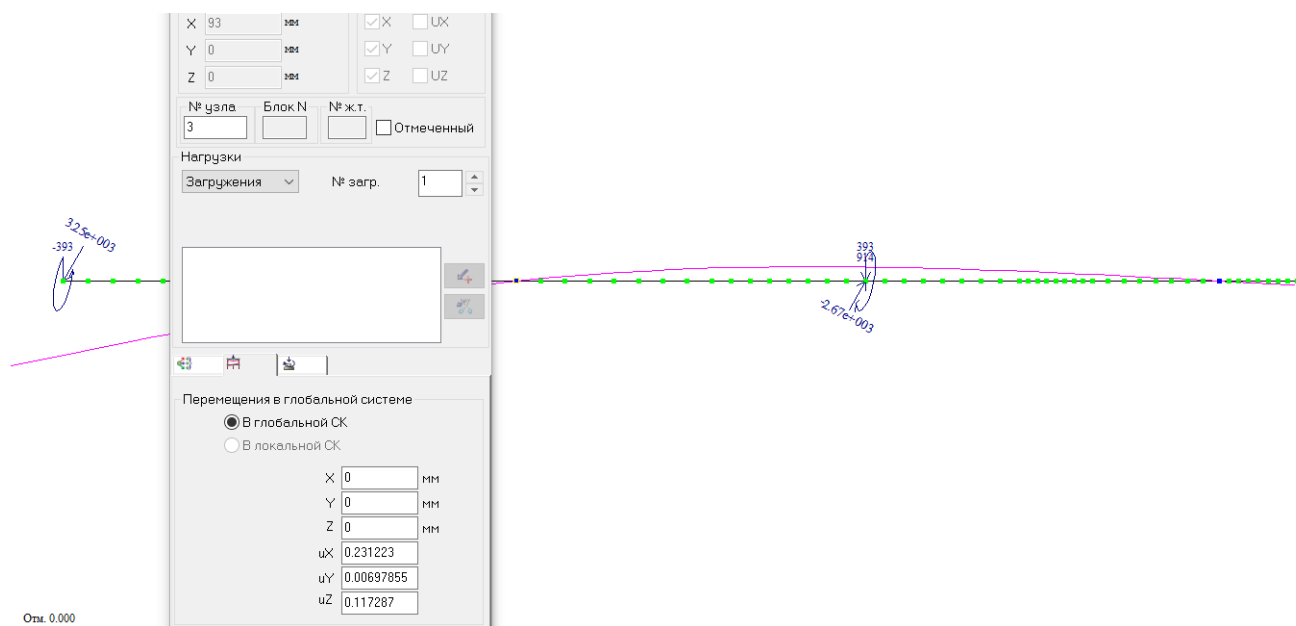 X 93 мм X UX
Y 0 мм Y UY
Z 0 мм Z UZ
№ узла Блок N № ж.т.
3 Отмеченный
Нагрузки
Загружения № загр. 1
3.25e+003
-393
393
914
-2.67e+003
Перемещения в глобальной системе
В глобальной СК
В локальной СК
X 0 мм
Y 0 мм
Z 0 мм
uX 0.231223
uY 0.00697855
uZ 0.117287
Отм. 0.000